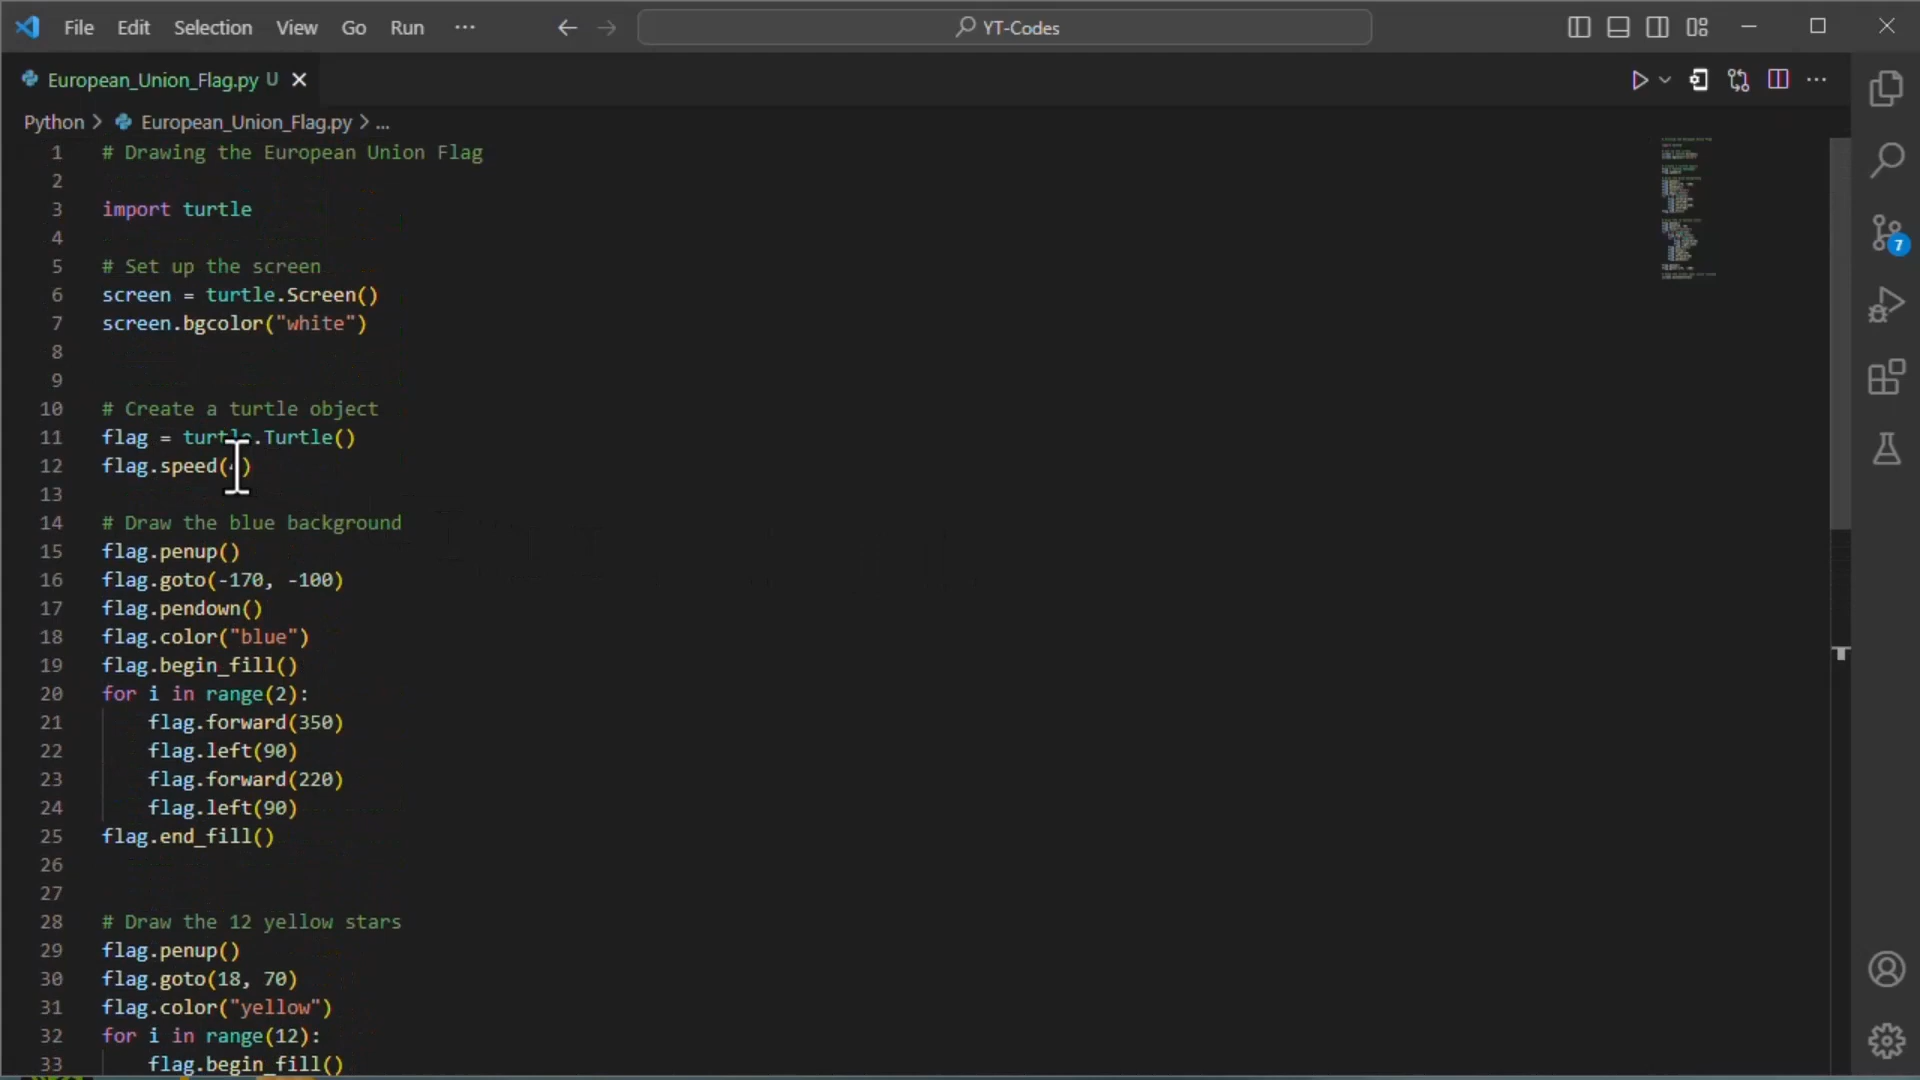 File Edit Selection View Go Run ··· YT-Codes
European_Union_Flag.py U
Python > European_Union_Flag.py > ...
1 # Drawing the European Union Flag
2
3 import turtle
4
5 # Set up the screen
6 screen = turtle.Screen()
7 screen.bgcolor("white")
8
9
10 # Create a turtle object
11 flag = turtle.Turtle()
12 flag.speed( )
13
14 # Draw the blue background
15 flag.penup()
16 flag.goto(-170, -100)
17 flag.pendown()
18 flag.color("blue")
19 flag.begin_fill()
20 for i in range(2):
21 flag.forward(350)
22 flag.left(90)
23 flag.forward(220)
24 flag.left(90)
25 flag.end_fill()
26
27
28 # Draw the 12 yellow stars
29 flag.penup()
30 flag.goto(18, 70)
31 flag.color("yellow")
32 for i in range(12):
33 flag.begin_fill()
7